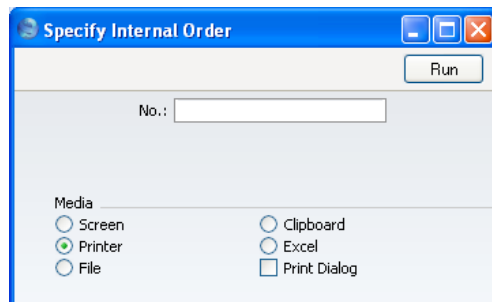 Specify Internal Order
Run
No.:
Media
Screen
Clipboard
Printer
Excel
File
Print Dialog